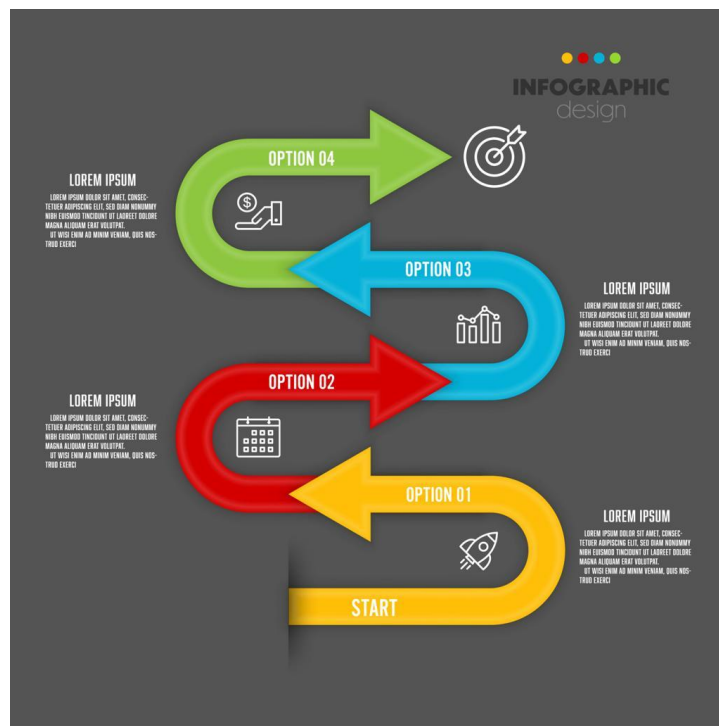 INFOGRAPHIC
design
OPTION 04
LOREM IPSUM
LOREM IPSUM DOLOR SIT AMET, CONSEC-
TETUER ADIPISCING ELIT, SED DIAM NONUMMY
NIBH EUISMOD TINCIDUNT UT LAOREET DOLORE
MAGNA ALIQUAM ERAT VOLUTPAT.
UT WISI ENIM AD MINIM VENIAM, QUIS NOS-
TRUD EXERCI
$
OPTION 03
LOREM IPSUM
LOREM IPSUM DOLOR SIT AMET, CONSEC-
TETUER ADIPISCING ELIT, SED DIAM NONUMMY
NIBH EUISMOD TINCIDUNT UT LAOREET DOLORE
MAGNA ALIQUAM ERAT VOLUTPAT.
UT WISI ENIM AD MINIM VENIAM, QUIS NOS-
TRUD EXERCI
OPTION 02
LOREM IPSUM
LOREM IPSUM DOLOR SIT AMET, CONSEC-
TETUER ADIPISCING ELIT, SED DIAM NONUMMY
NIBH EUISMOD TINCIDUNT UT LAOREET DOLORE
MAGNA ALIQUAM ERAT VOLUTPAT.
UT WISI ENIM AD MINIM VENIAM, QUIS NOS-
TRUD EXERCI
OPTION 01
LOREM IPSUM
LOREM IPSUM DOLOR SIT AMET, CONSEC-
TETUER ADIPISCING ELIT, SED DIAM NONUMMY
NIBH EUISMOD TINCIDUNT UT LAOREET DOLORE
MAGNA ALIQUAM ERAT VOLUTPAT.
UT WISI ENIM AD MINIM VENIAM, QUIS NOS-
TRUD EXERCI
START